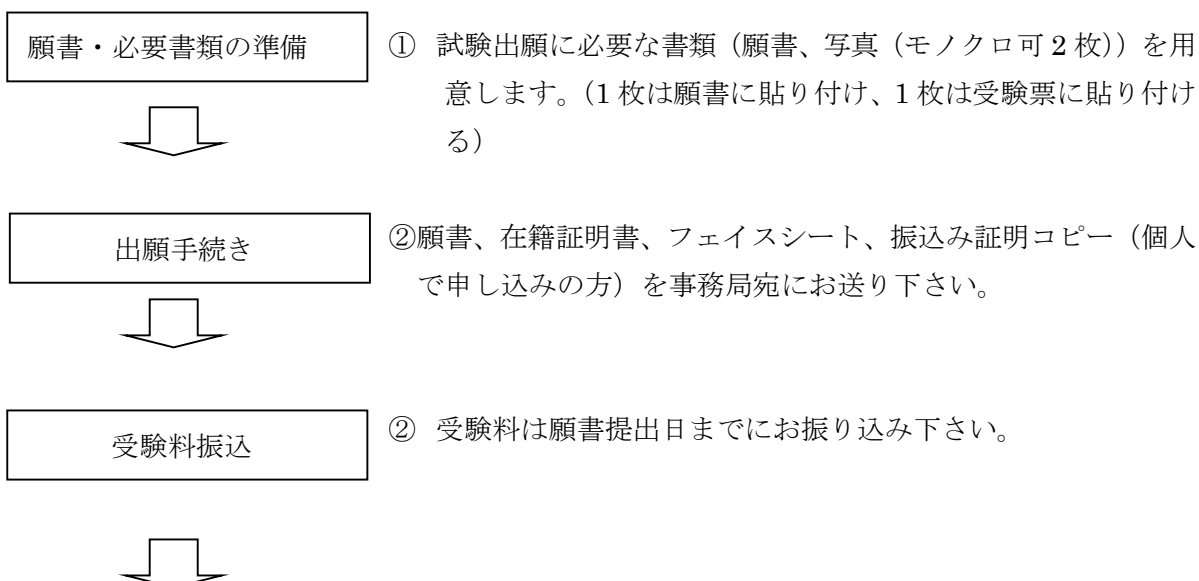 願書・必要書類の準備
① 試験出願に必要な書類（願書、写真（モノクロ可 2 枚））を用
意します。（1 枚は願書に貼り付け、1 枚は受験票に貼り付け
る）
出願手続き
②願書、在籍証明書、フェイスシート、振込み証明コピー（個人
で申し込みの方）を事務局宛にお送り下さい。
受験料振込
② 受験料は願書提出日までにお振り込み下さい。